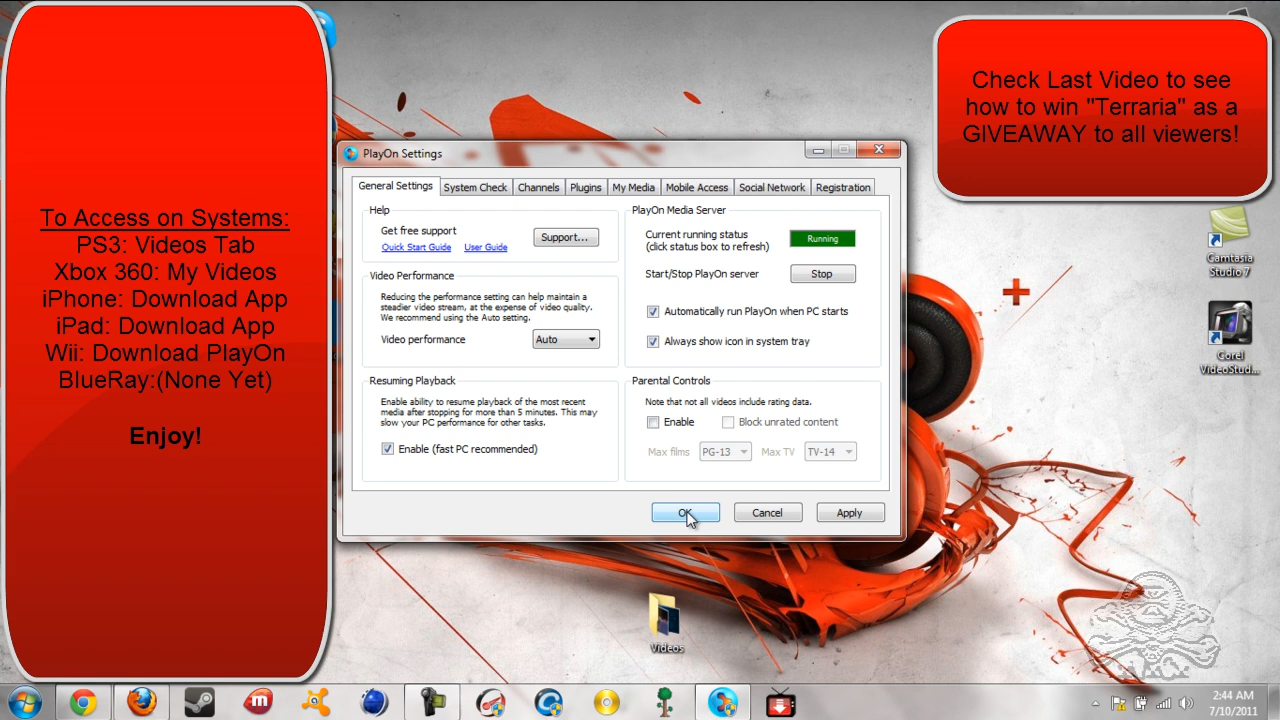 To Access on Systems:
PS3: Videos Tab
Xbox 360: My Videos
iPhone: Download App
iPad: Download App
Wii: Download PlayOn
BlueRay:(None Yet)
Enjoy!
Check Last Video to see
how to win "Terraria" as a
GIVEAWAY to all viewers!
PlayOn Settings
General Settings
System Check
Channels
Plugins
My Media
Mobile Access
Social Network
Registration
Help
Get free support
Support...
Quick Start Guide
User Guide
Video Performance
Reducing the performance setting can help maintain a
steadier video stream, at the expense of video quality.
We recommend using the Auto setting.
Video performance
Auto
Resuming Playback
Enable ability to resume playback of the most recent
media after stopping for more than 5 minutes. This may
slow your PC performance for other tasks.
Enable (fast PC recommended)
PlayOn Media Server
Current running status
(click status box to refresh)
Running
Start/Stop PlayOn server
Stop
Automatically run PlayOn when PC starts
Always show icon in system tray
Parental Controls
Note that not all videos include rating data.
Enable
Block unrated content
Max films
PG-13
Max TV
TV-14
OK
Cancel
Apply
Camtasia
Studio 7
Corel
VideoStud...
Videos
2:44 AM
7/10/2011